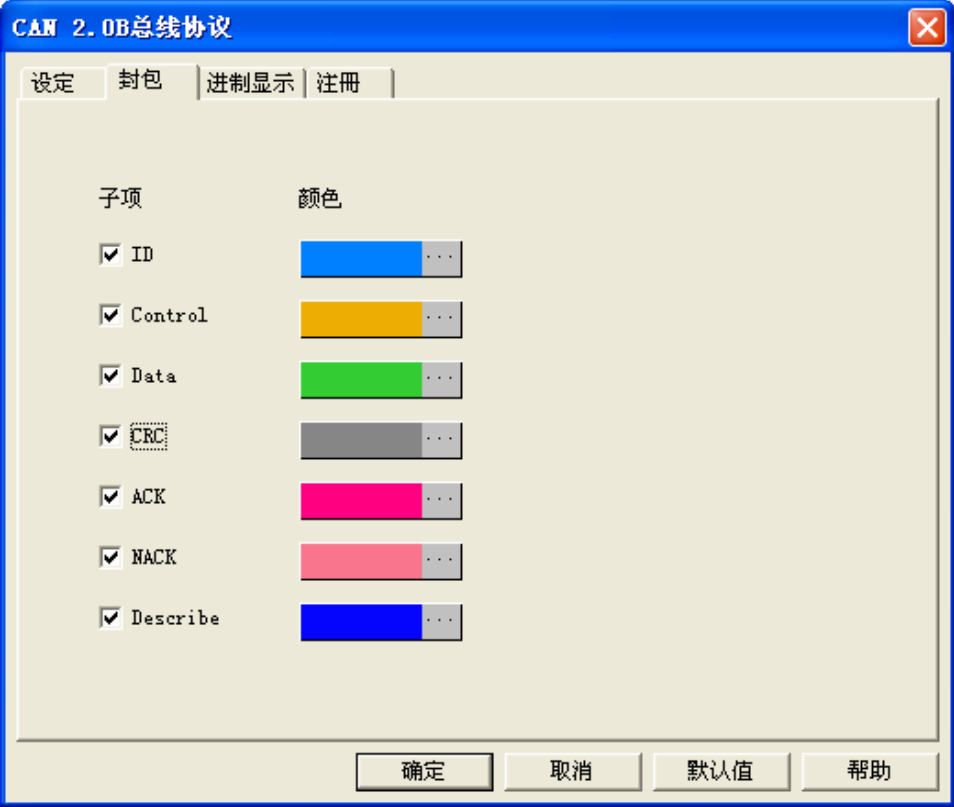 CAN 2.0B总线协议
设定 封包 进制显示 注册
子项 颜色
ID ...
Control ...
Data ...
CRC ...
ACK ...
NACK ...
Describe ...
确定 取消 默认值 帮助